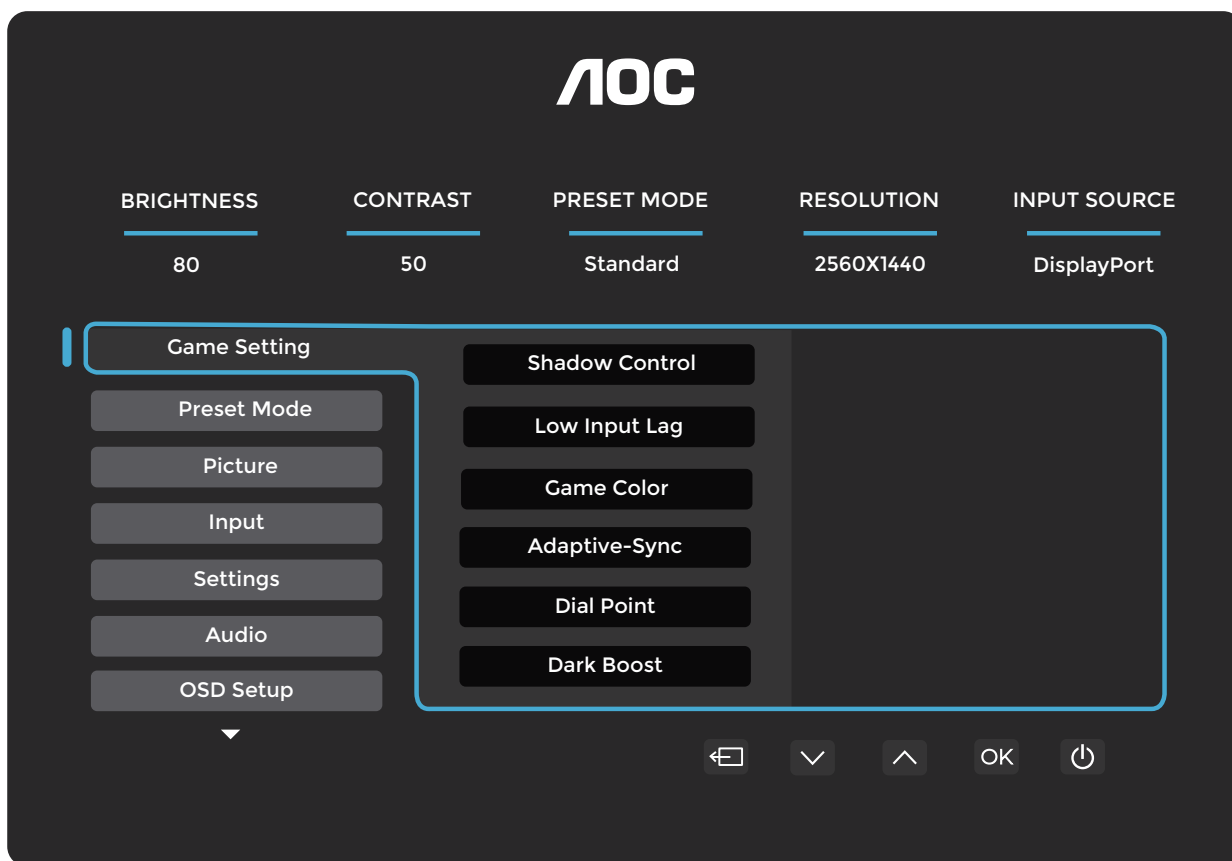 AOC
BRIGHTNESS CONTRAST PRESET MODE RESOLUTION INPUT SOURCE
80 50 Standard 2560X1440 DisplayPort
Game Setting
Preset Mode
Picture
Input
Settings
Audio
OSD Setup
Shadow Control
Low Input Lag
Game Color
Adaptive-Sync
Dial Point
Dark Boost
OK